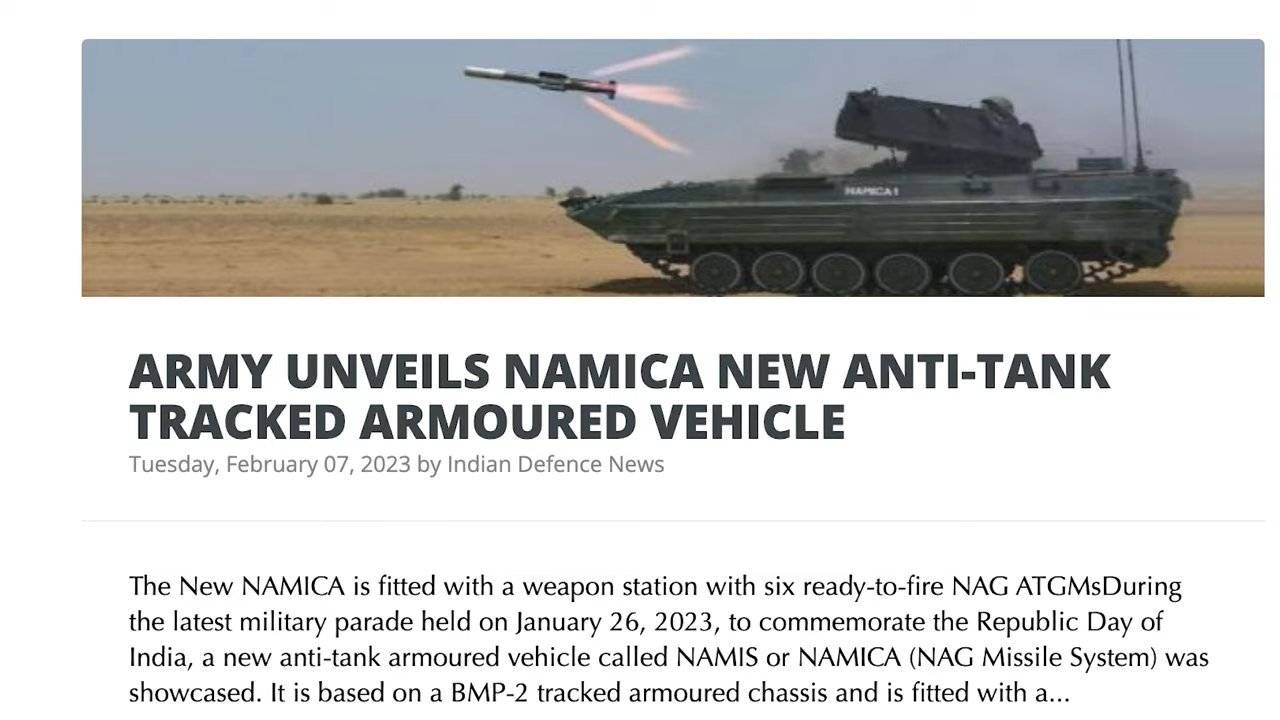 NAMICA 1
ARMY UNVEILS NAMICA NEW ANTI-TANK
TRACKED ARMOURED VEHICLE
Tuesday, February 07, 2023 by Indian Defence News
The New NAMICA is fitted with a weapon station with six ready-to-fire NAG ATGMsDuring
the latest military parade held on January 26, 2023, to commemorate the Republic Day of
India, a new anti-tank armoured vehicle called NAMIS or NAMICA (NAG Missile System) was
showcased. It is based on a BMP-2 tracked armoured chassis and is fitted with a...